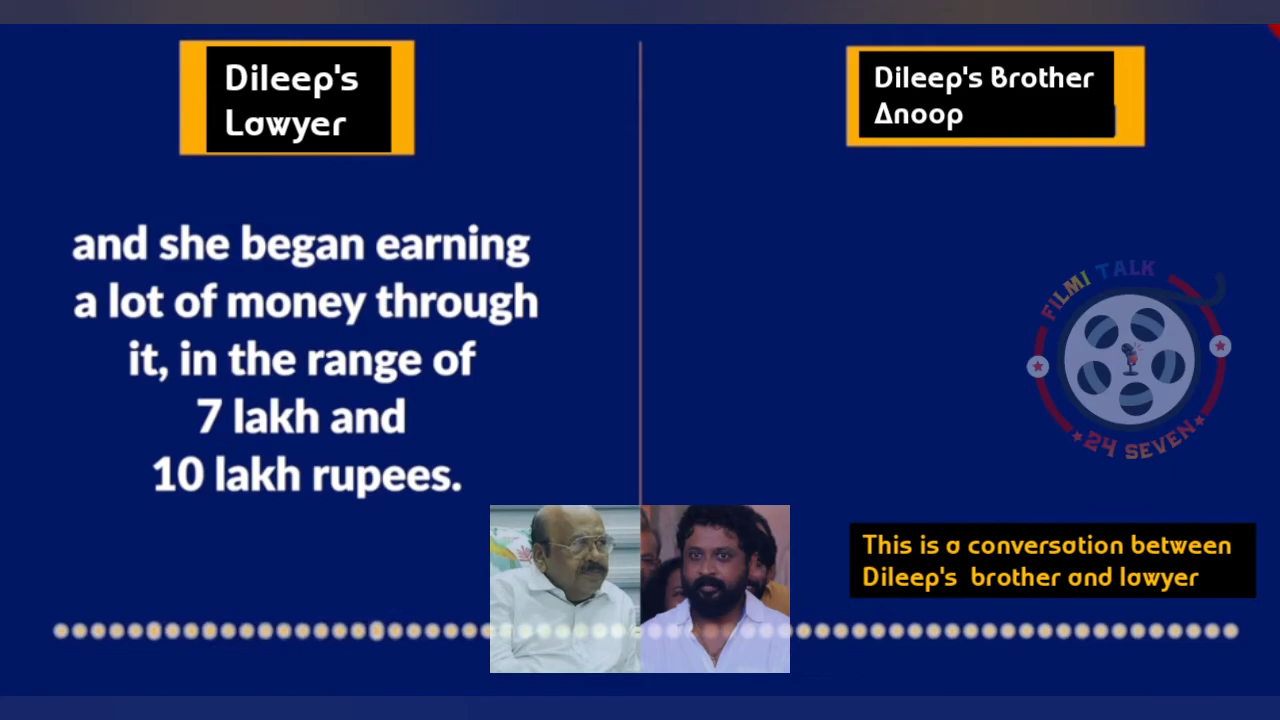 Dileep's
Lawyer
Dileep's Brother
Anoop
and she began earning
a lot of money through
it, in the range of
7 lakh and
10 lakh rupees.
FILMI TALK
24 SEVEN
This is a conversation between
Dileep's brother and lawyer